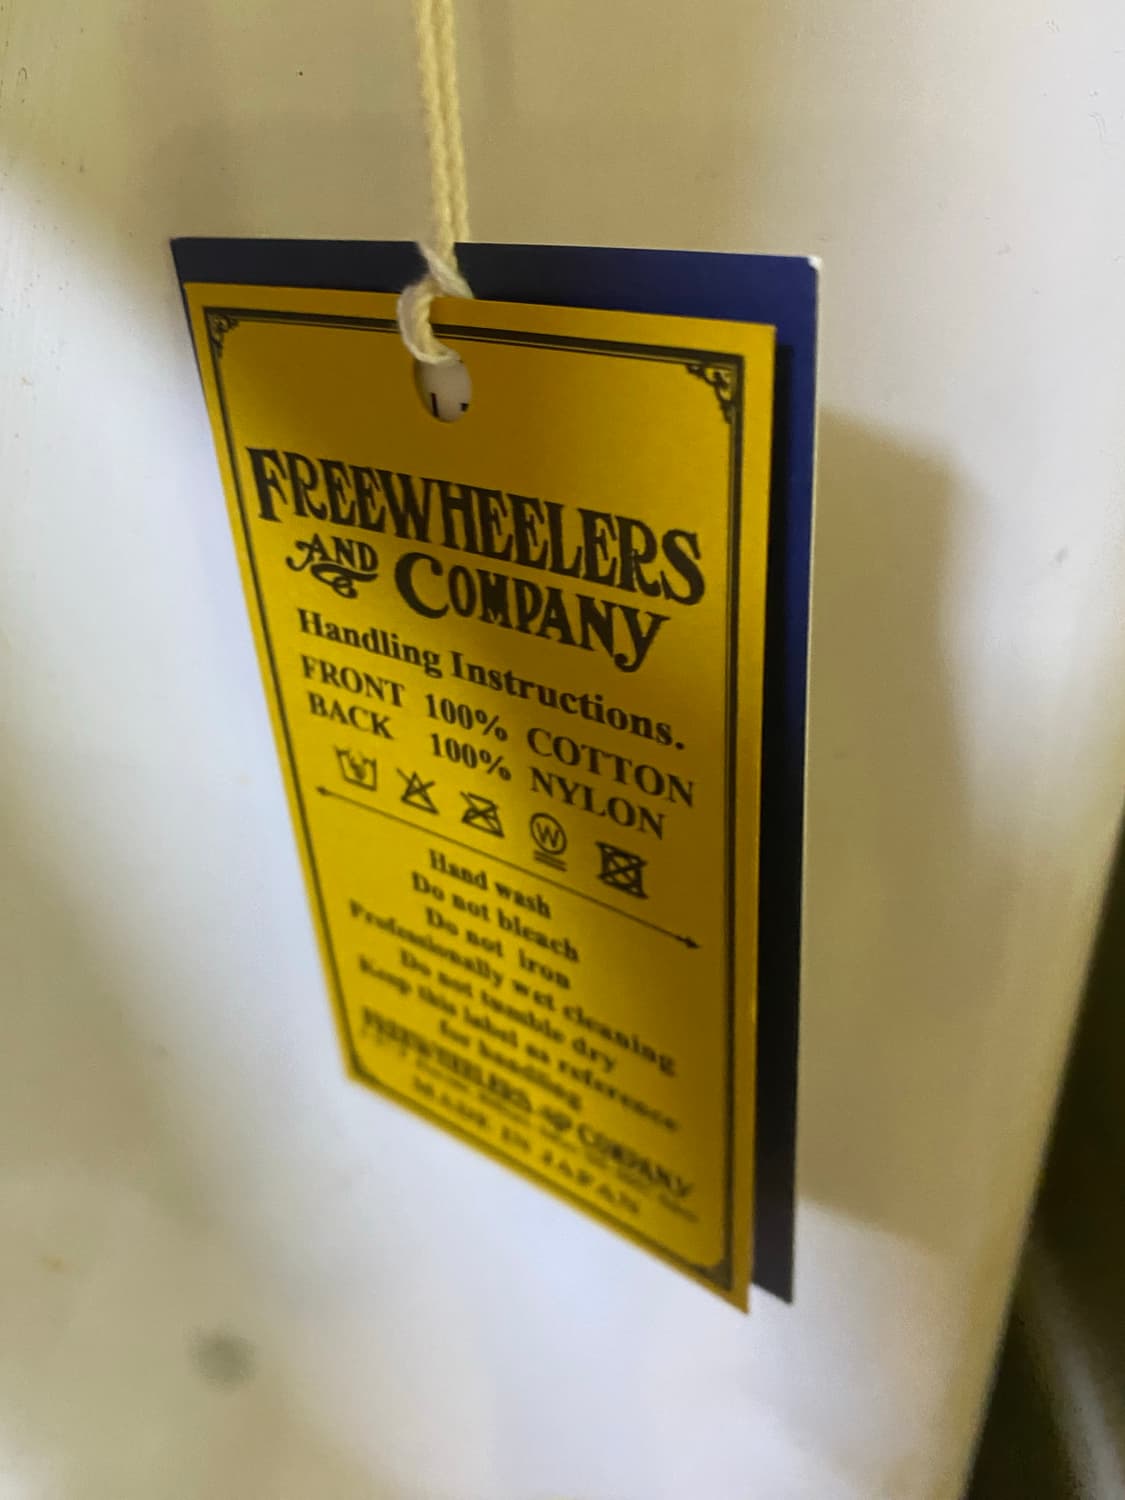 FREEWHEELERS
AND COMPANY
Handling Instructions.
FRONT 100% COTTON
BACK 100% NYLON
W
Hand wash
Do not bleach
Do not iron
Professionally wet cleaning
Do not tumble dry
Keep this label as reference
for handling
FREEWHEELERS AND COMPANY
MADE IN JAPAN